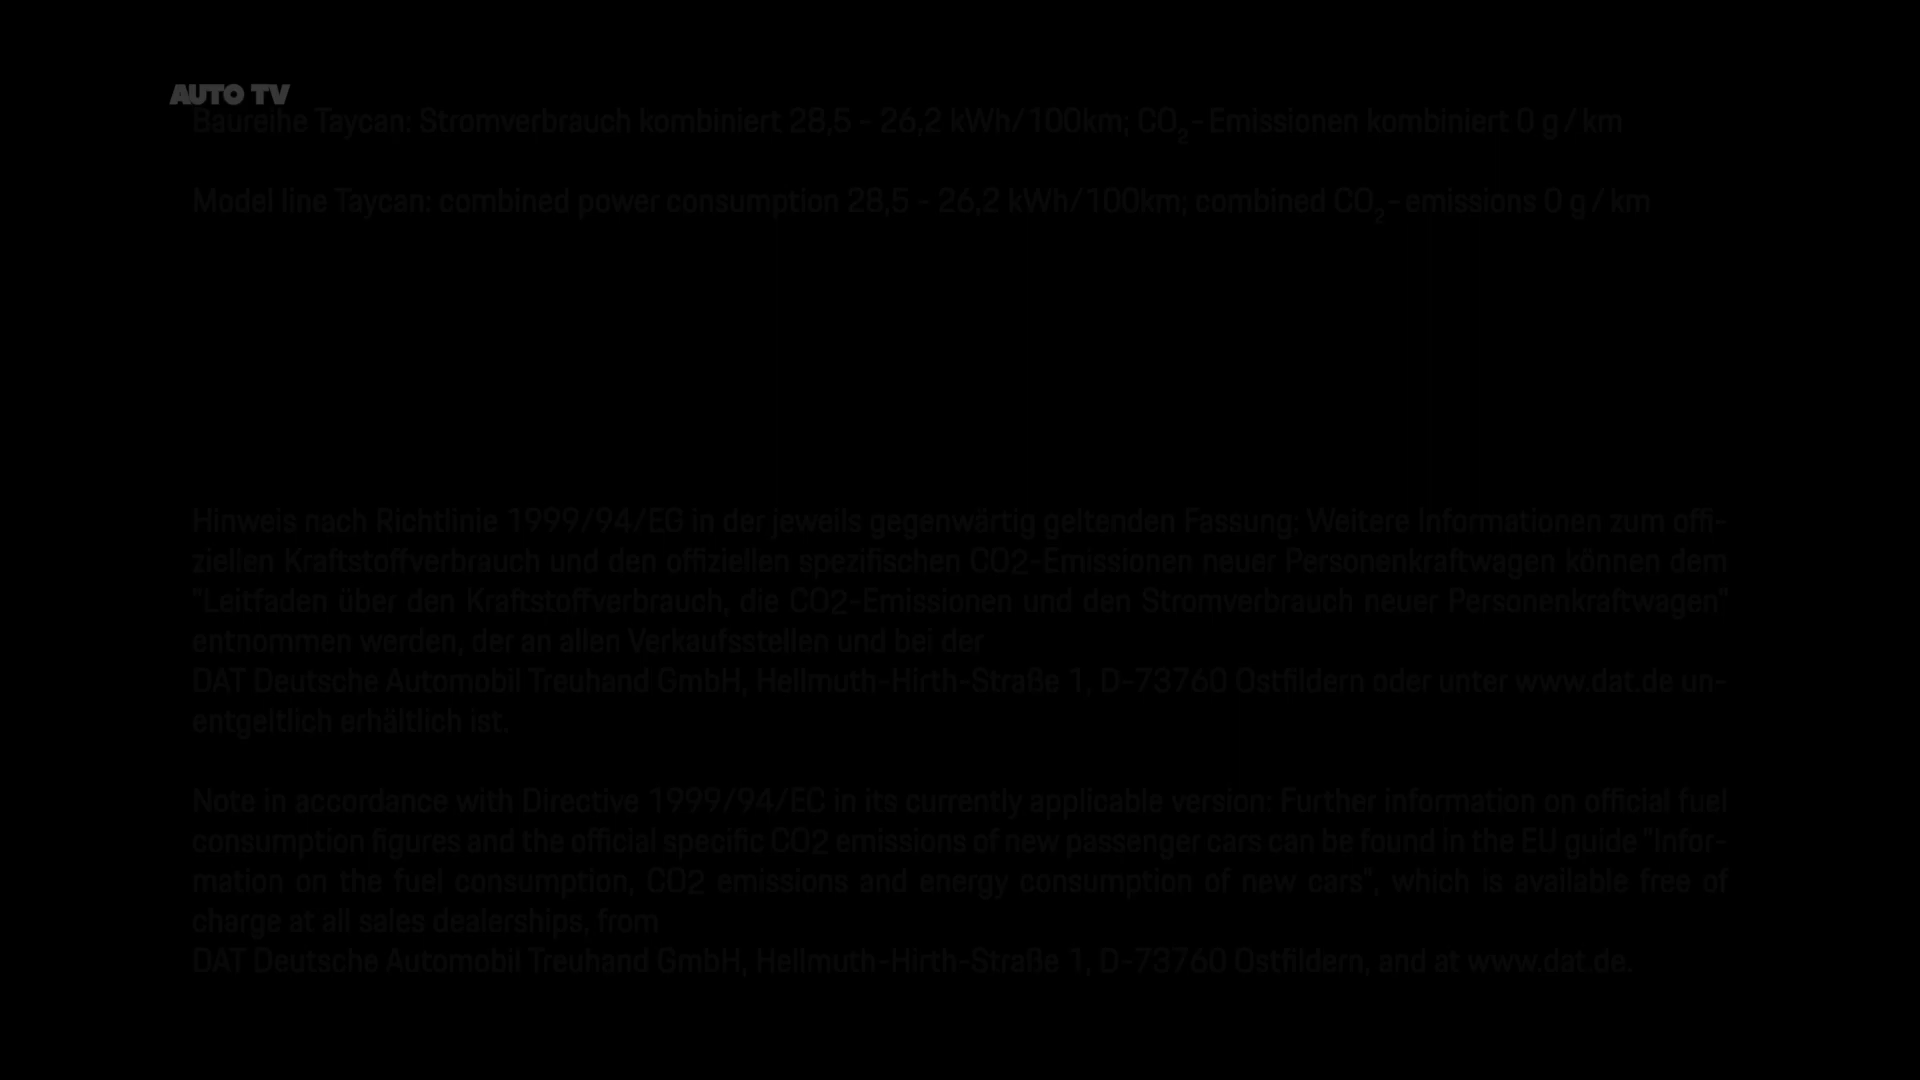 AUTO TV
Baureihe Taycan: Stromverbrauch kombiniert 28,5 - 26,2 kWh/100km; CO₂-Emissionen kombiniert 0 g / km
Model line Taycan: combined power consumption 28,5 - 26,2 kWh/100km; combined CO₂-emissions 0 g / km
Hinweis nach Richtlinie 1999/94/EG in der jeweils gegenwärtig geltenden Fassung: Weitere Informationen zum offi-
ziellen Kraftstoffverbrauch und den offiziellen spezifischen CO2-Emissionen neuer Personenkraftwagen können dem
"Leitfaden über den Kraftstoffverbrauch, die CO2-Emissionen und den Stromverbrauch neuer Personenkraftwagen"
entnommen werden, der an allen Verkaufsstellen und bei der
DAT Deutsche Automobil Treuhand GmbH, Hellmuth-Hirth-Straße 1, D-73760 Ostfildern oder unter www.dat.de un-
entgeltlich erhältlich ist.
Note in accordance with Directive 1999/94/EC in its currently applicable version: Further information on official fuel
consumption figures and the official specific CO2 emissions of new passenger cars can be found in the EU guide "Infor-
mation on the fuel consumption, CO2 emissions and energy consumption of new cars", which is available free of
charge at all sales dealerships, from
DAT Deutsche Automobil Treuhand GmbH, Hellmuth-Hirth-Straße 1, D-73760 Ostfildern, and at www.dat.de.